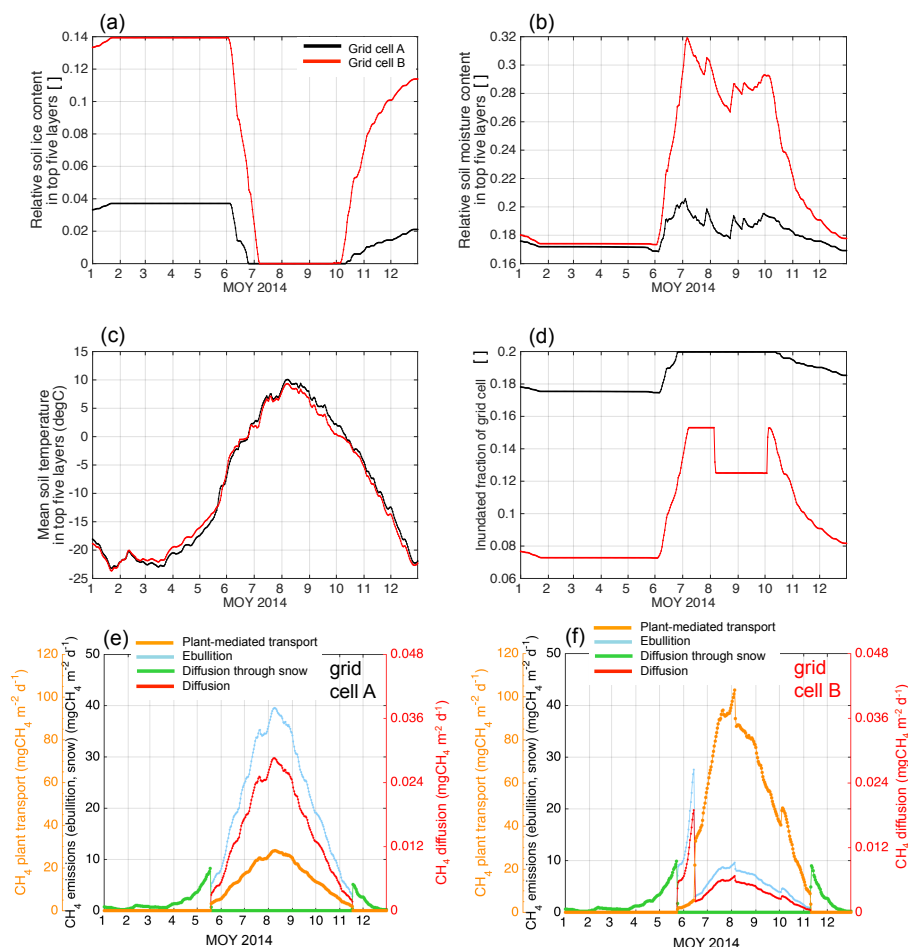 (a)
Relative soil ice content
in top five layers [ ]
0.14
0.12
0.1
0.08
0.06
0.04
0.02
0
1 2 3 4 5 6 7 8 9 10 11 12
MOY 2014
Grid cell A
Grid cell B
(b)
Relative soil moisture content
in top five layers [ ]
0.32
0.28
0.24
0.2
0.18
0.16
1 2 3 4 5 6 7 8 9 10 11 12
MOY 2014
(c)
Mean soil temperature
in top five layers (degC)
15
10
5
0
-5
-10
-15
-20
-25
1 2 3 4 5 6 7 8 9 10 11 12
MOY 2014
(d)
Inundated fraction of grid cell [ ]
0.2
0.16
0.14
0.12
0.1
0.08
0.06
1 2 3 4 5 6 7 8 9 10 11 12
MOY 2014
(e)
Plant-mediated transport
Ebullition
Diffusion through snow
Diffusion
grid
cell A
CH4 plant transport (mgCH4 m-2 d-1)
120
100
80
60
40
20
0
CH4 emissions (ebullition, snow) (mgCH4 m-2 d-1)
50
40
30
20
10
0
CH4 diffusion (mgCH4 m-2 d-1)
0.048
0.036
0.024
0.012
0
1 2 3 4 5 6 7 8 9 10 11 12
MOY 2014
(f)
Plant-mediated transport
Ebullition
Diffusion through snow
Diffusion
grid
cell B
CH4 plant transport (mgCH4 m-2 d-1)
120
100
80
60
40
20
0
CH4 emissions (ebullition, snow) (mgCH4 m-2 d-1)
50
40
30
20
10
0
CH4 diffusion (mgCH4 m-2 d-1)
0.048
0.036
0.024
0.012
0
1 2 3 4 5 6 7 8 9 10 11 12
MOY 2014